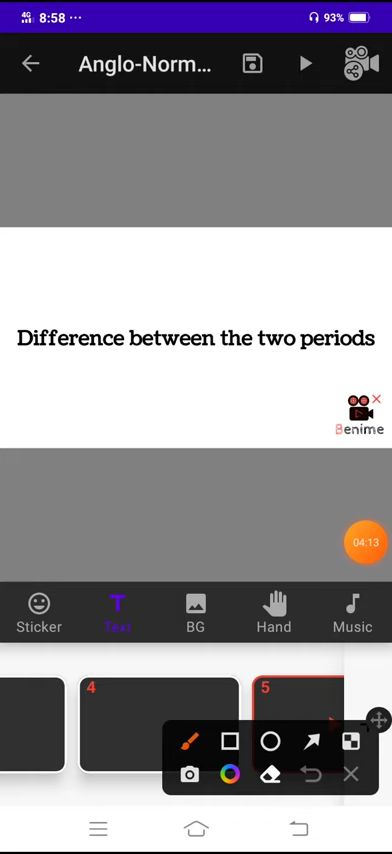 4G 8:58 ... 93%
Anglo-Norm...
Difference between the two periods
Benime
04:13
Sticker Text BG Hand Music
4 5